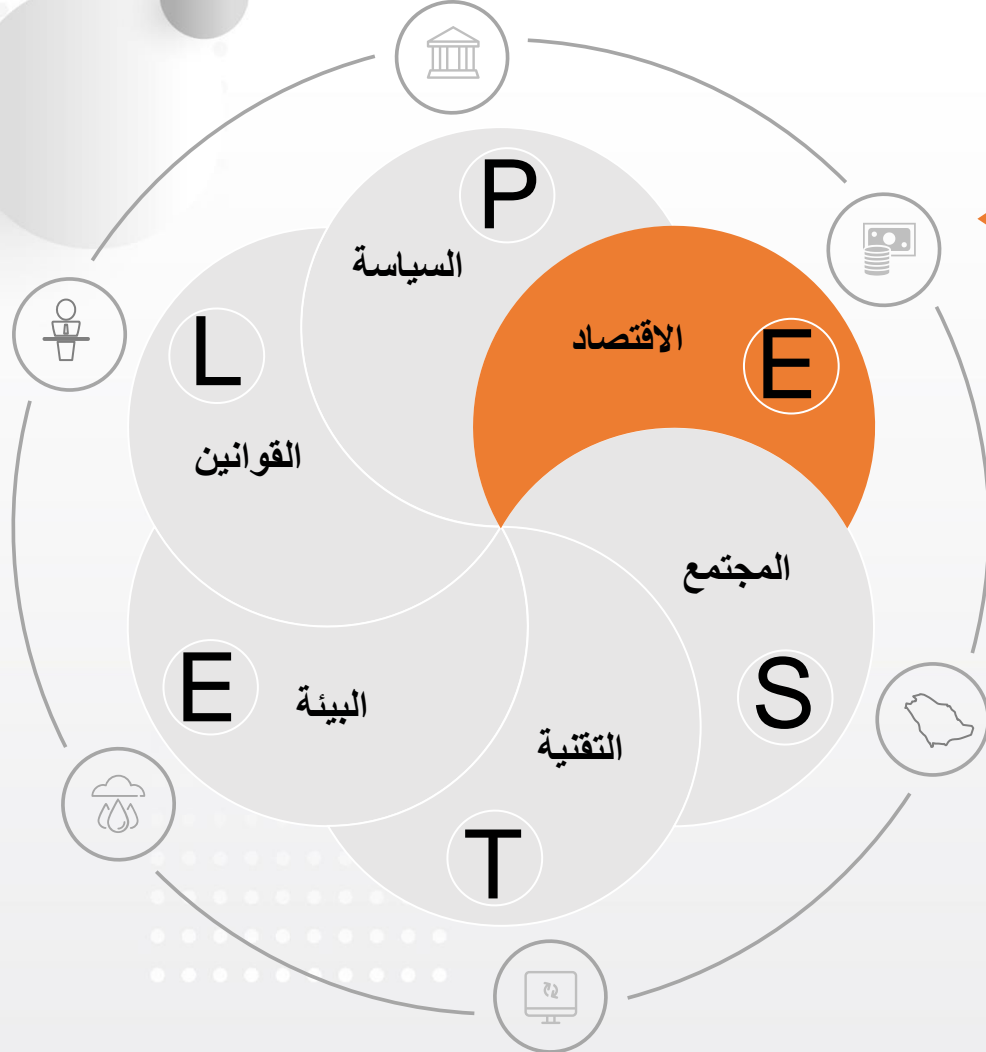 P
السياسة
E
الاقتصاد
S
المجتمع
T
التقنية
E
البيئة
L
القوانين